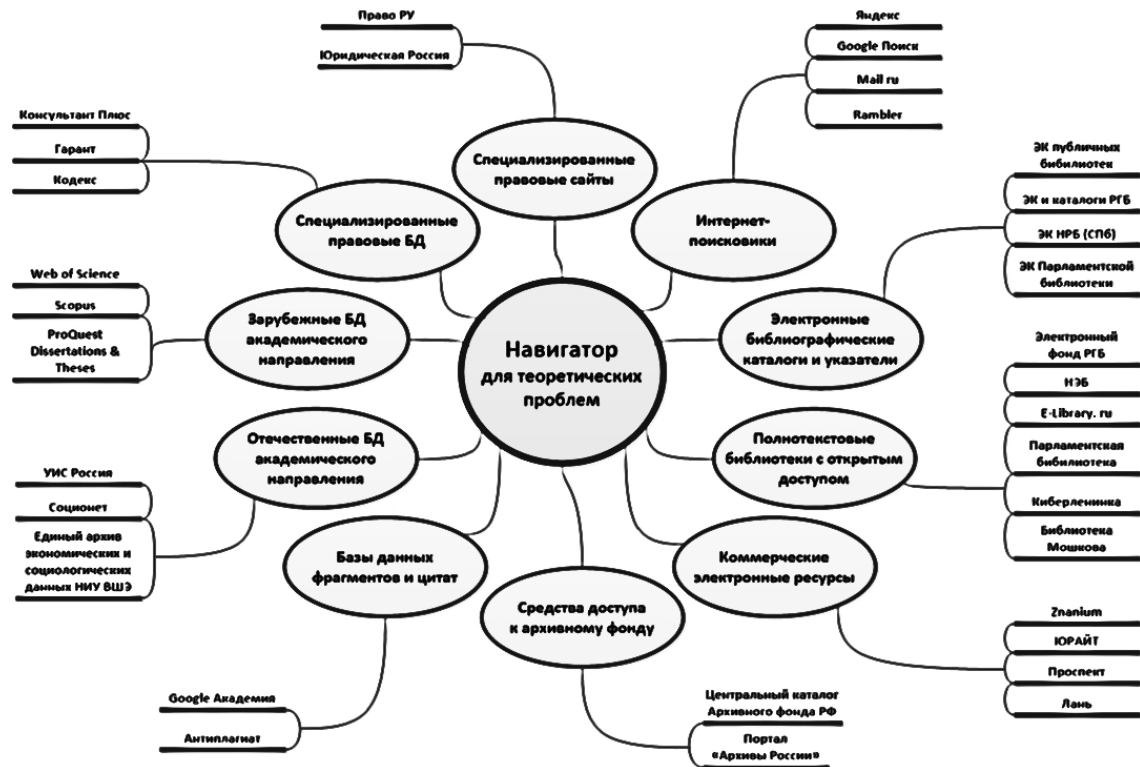 Право РУ
Юридическая Россия
Яндекс
Google Поиск
Mail ru
Rambler
Консультант Плюс
Гарант
Кодекс
Специализированные
правовые сайты
ЭК публичных
бибилиотек
ЭК и каталоги РГБ
ЭК НРБ (СПб)
ЭК Парламентской
бибилиотеки
Специализированные
правовые БД
Интернет-
поисковики
Web of Science
Scopus
ProQuest
Dissertations &
Theses
Зарубежные БД
академического
направления
Электронные
библиографические
каталоги и указатели
Навигатор
для теоретических
проблем
Электронный
фонд РГБ
НЭБ
E-Library. ru
Парламентская
бибилиотека
Киберленинка
Библиотека
Мошкова
Отечественные БД
академического
направления
Полнотекстовые
библиотеки с открытым
доступом
УИС Россия
Соционет
Единый архив
экономических и
социологических
данных НИУ ВШЭ
Базы данных
фрагментов и цитат
Коммерческие
электронные ресурсы
Средства доступа
к архивному фонду
Znanium
ЮРАЙТ
Проспект
Лань
Google Академия
Антиплагиат
Центральный каталог
Архивного фонда РФ
Портал
«Архивы России»